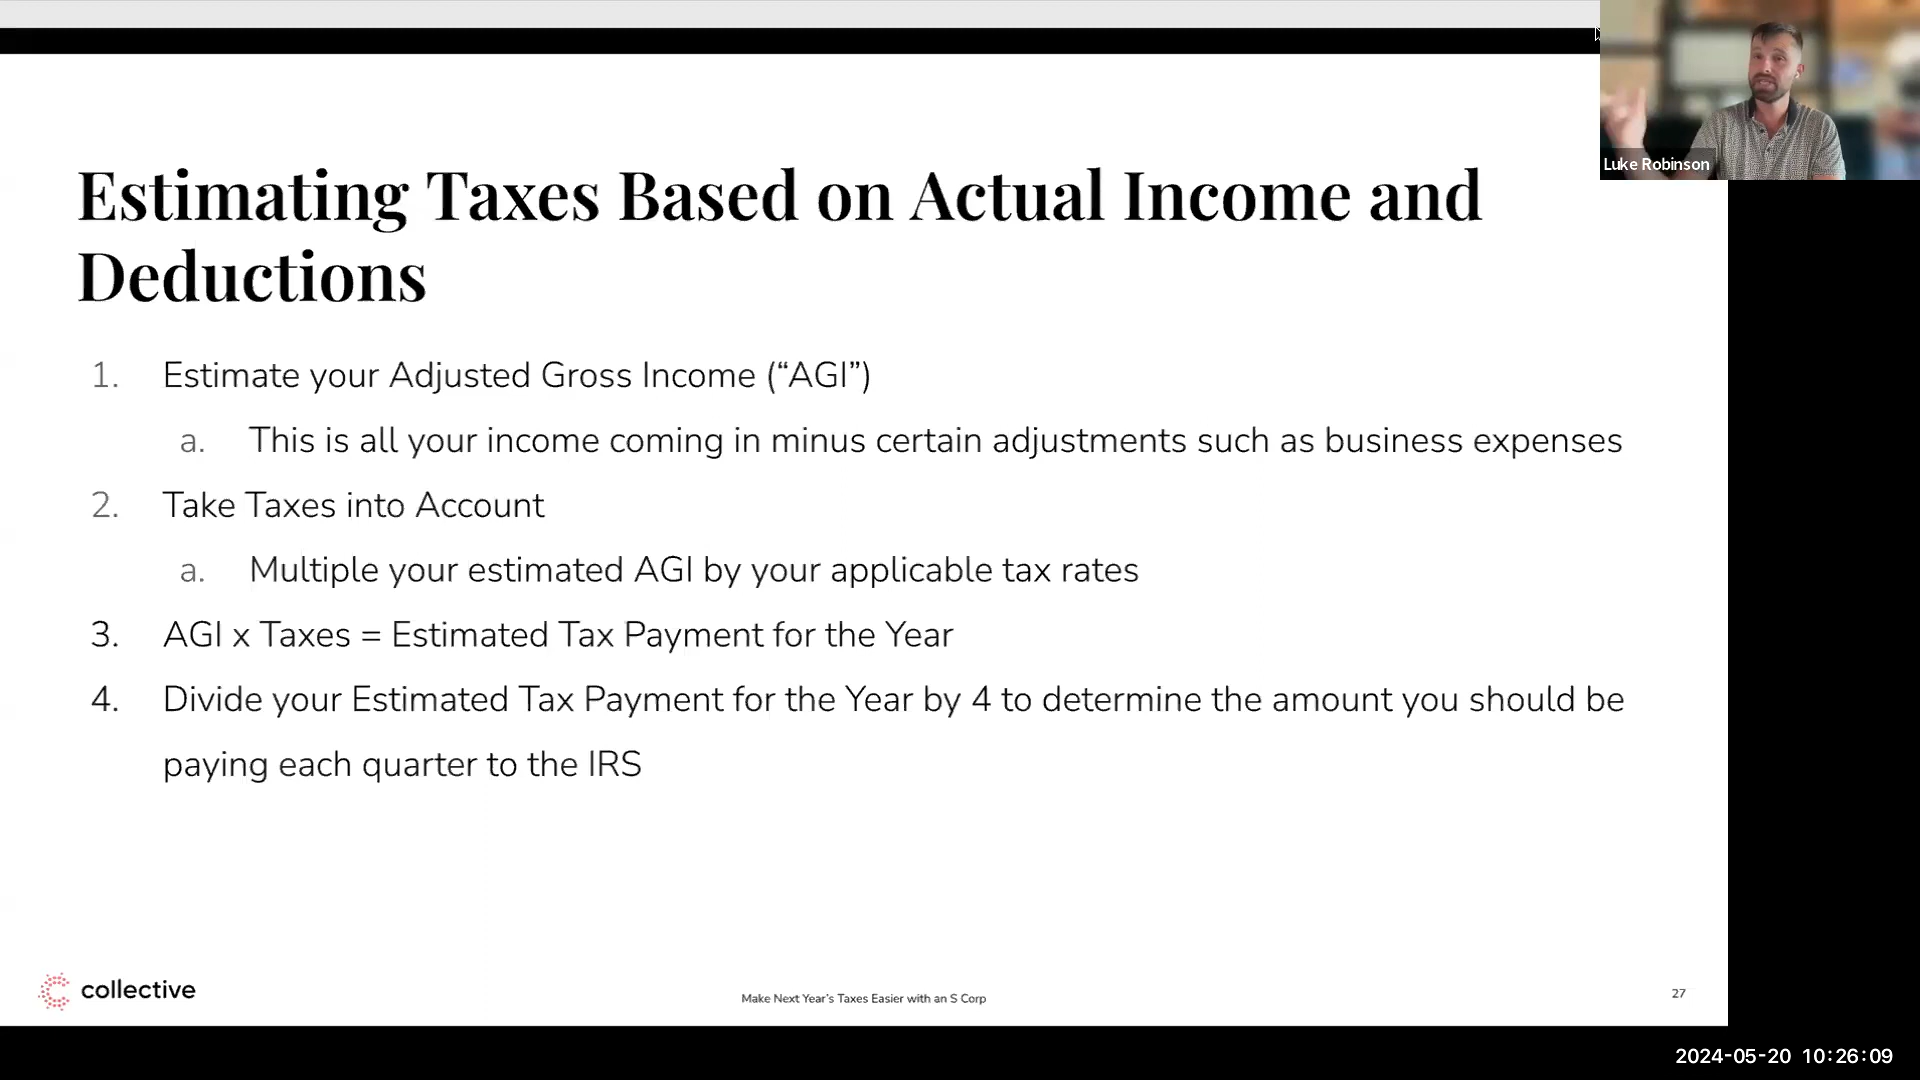 Luke Robinson
Estimating Taxes Based on Actual Income and
Deductions
1. Estimate your Adjusted Gross Income (“AGI”)
a. This is all your income coming in minus certain adjustments such as business expenses
2. Take Taxes into Account
a. Multiple your estimated AGI by your applicable tax rates
3. AGI x Taxes = Estimated Tax Payment for the Year
4. Divide your Estimated Tax Payment for the Year by 4 to determine the amount you should be
paying each quarter to the IRS
collective
Make Next Year’s Taxes Easier with an S Corp
27
2024-05-20 10:26:09